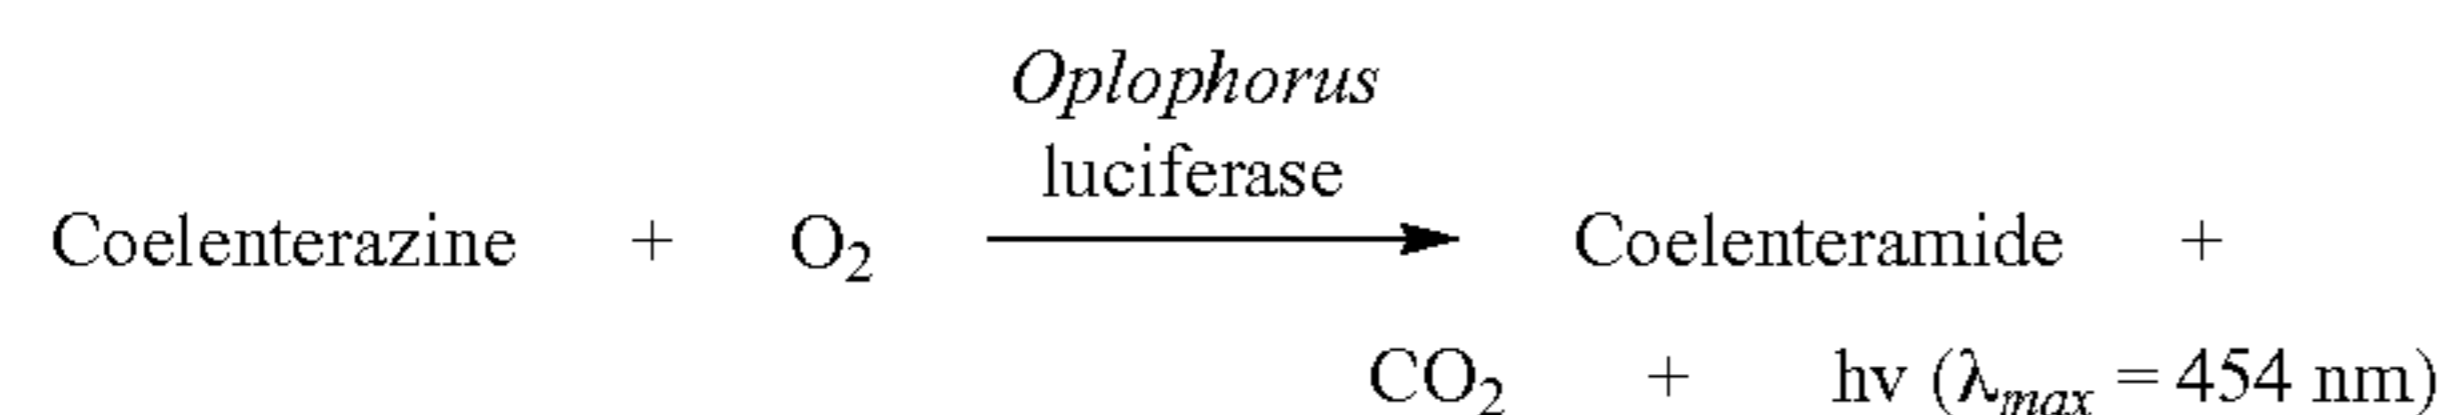 Oplophorus
luciferase
Coelenterazine + O₂ Coelenteramide +
CO₂ + hv (λmax = 454 nm)